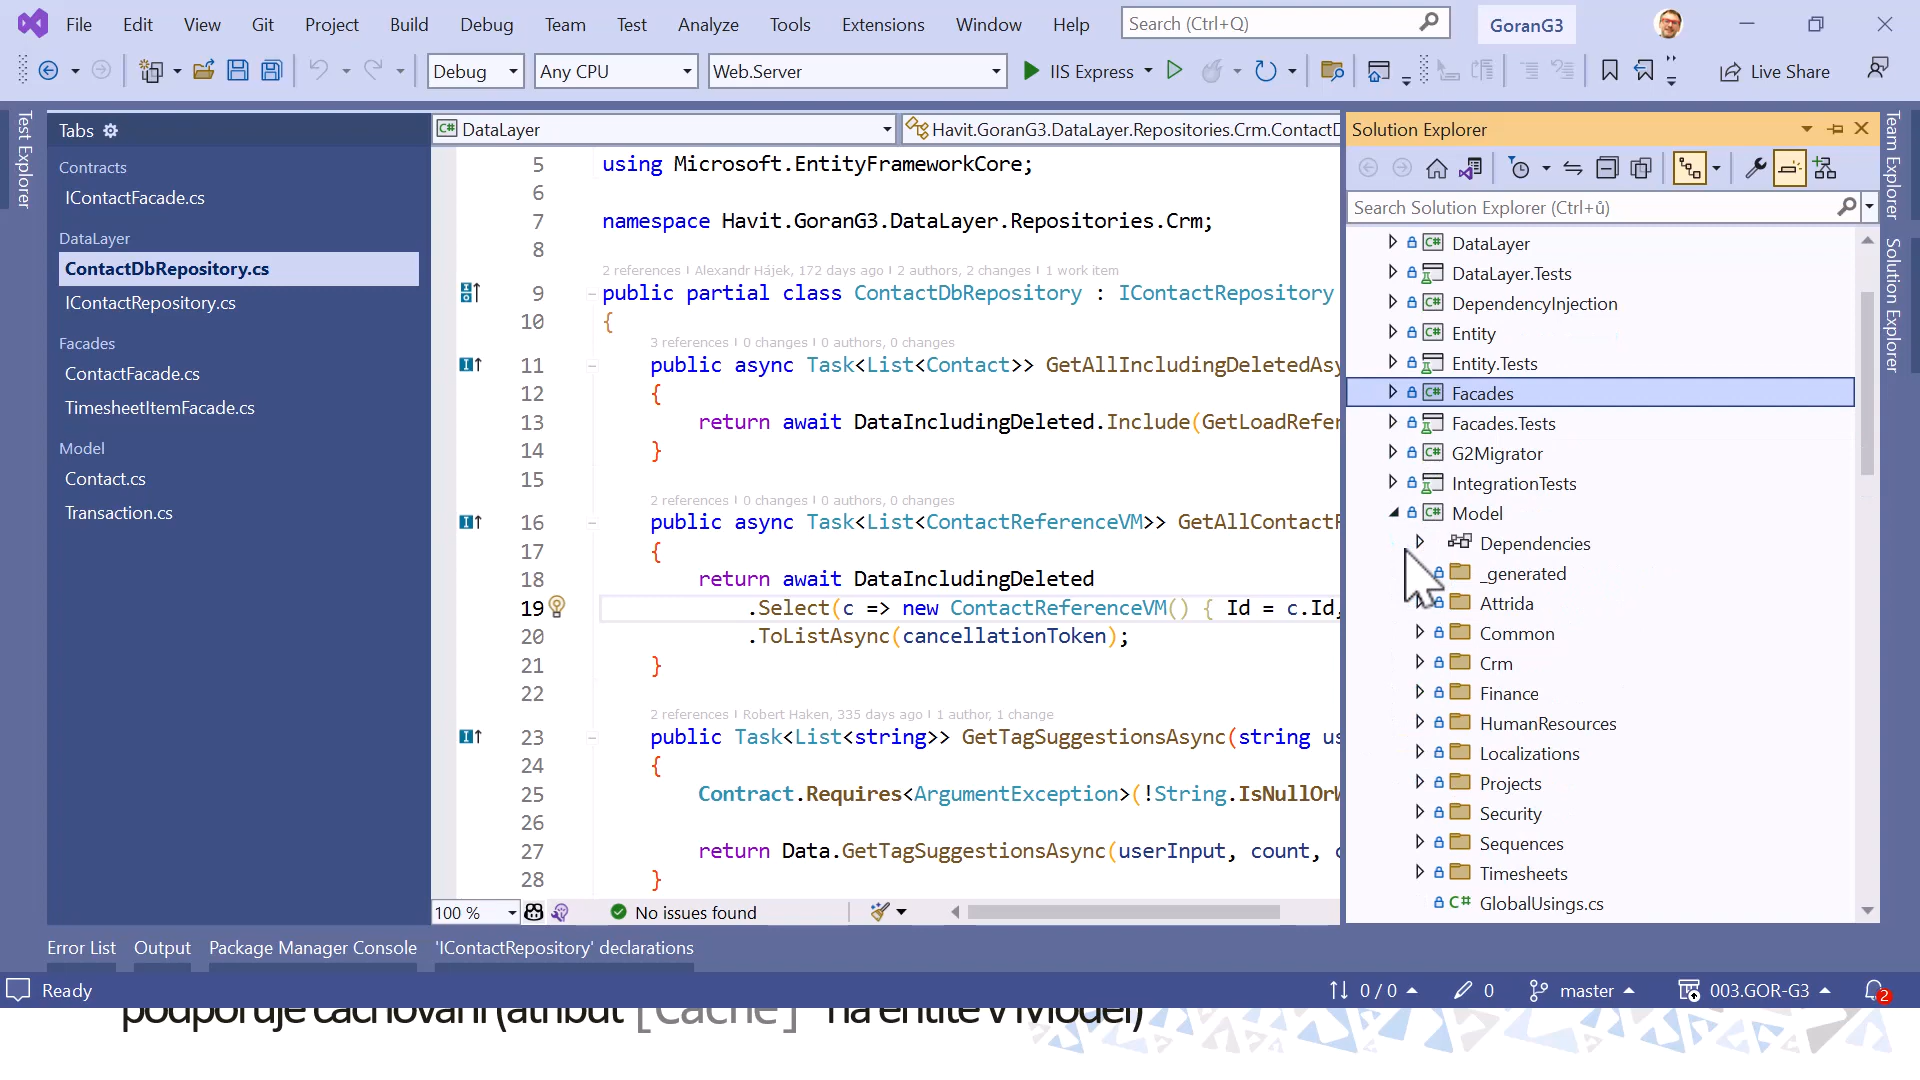 File Edit View Git Project Build Debug Team Test Analyze Tools Extensions Window Help Search (Ctrl+Q) GoranG3
Debug Any CPU Web.Server IIS Express Live Share
Test Explorer
Tabs
Contracts
IContactFacade.cs
DataLayer
ContactDbRepository.cs
IContactRepository.cs
Facades
ContactFacade.cs
TimesheetItemFacade.cs
Model
Contact.cs
Transaction.cs
DataLayer Havit.GoranG3.DataLayer.Repositories.Crm.ContactD
5 using Microsoft.EntityFrameworkCore;
6
7 namespace Havit.GoranG3.DataLayer.Repositories.Crm;
8
2 references | Alexandr Hájek, 172 days ago | 2 authors, 2 changes | 1 work item
9 public partial class ContactDbRepository : IContactRepository
10 {
3 references | 0 changes | 0 authors, 0 changes
11 public async Task<List<Contact>> GetAllIncludingDeletedAsy
12 {
13 return await DataIncludingDeleted.Include(GetLoadRefer
14 }
15
2 references | 0 changes | 0 authors, 0 changes
16 public async Task<List<ContactReferenceVM>> GetAllContactR
17 {
18 return await DataIncludingDeleted
19 .Select(c => new ContactReferenceVM() { Id = c.Id,
20 .ToListAsync(cancellationToken);
21 }
22
2 references | Robert Haken, 335 days ago | 1 author, 1 change
23 public Task<List<string>> GetTagSuggestionsAsync(string us
24 {
25 Contract.Requires<ArgumentException>(!String.IsNullOrW
26
27 return Data.GetTagSuggestionsAsync(userInput, count, c
28 }
100 % No issues found
Solution Explorer
Search Solution Explorer (Ctrl+ů)
DataLayer
DataLayer.Tests
DependencyInjection
Entity
Entity.Tests
Facades
Facades.Tests
G2Migrator
IntegrationTests
Model
Dependencies
_generated
Attrida
Common
Crm
Finance
HumanResources
Localizations
Projects
Security
Sequences
Timesheets
GlobalUsings.cs
Team Explorer
Solution Explorer
Error List Output Package Manager Console 'IContactRepository' declarations
Ready 0 / 0 0 master 003.GOR-G3 2
podporuje cachování (atribut [Cache] na entitě v Model)